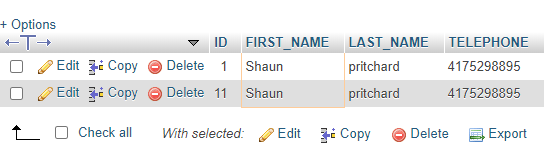 + Options
ID FIRST_NAME LAST_NAME TELEPHONE
Edit Copy Delete 1 Shaun pritchard 4175298895
Edit Copy Delete 11 Shaun pritchard 4175298895
Check all With selected: Edit Copy Delete Export